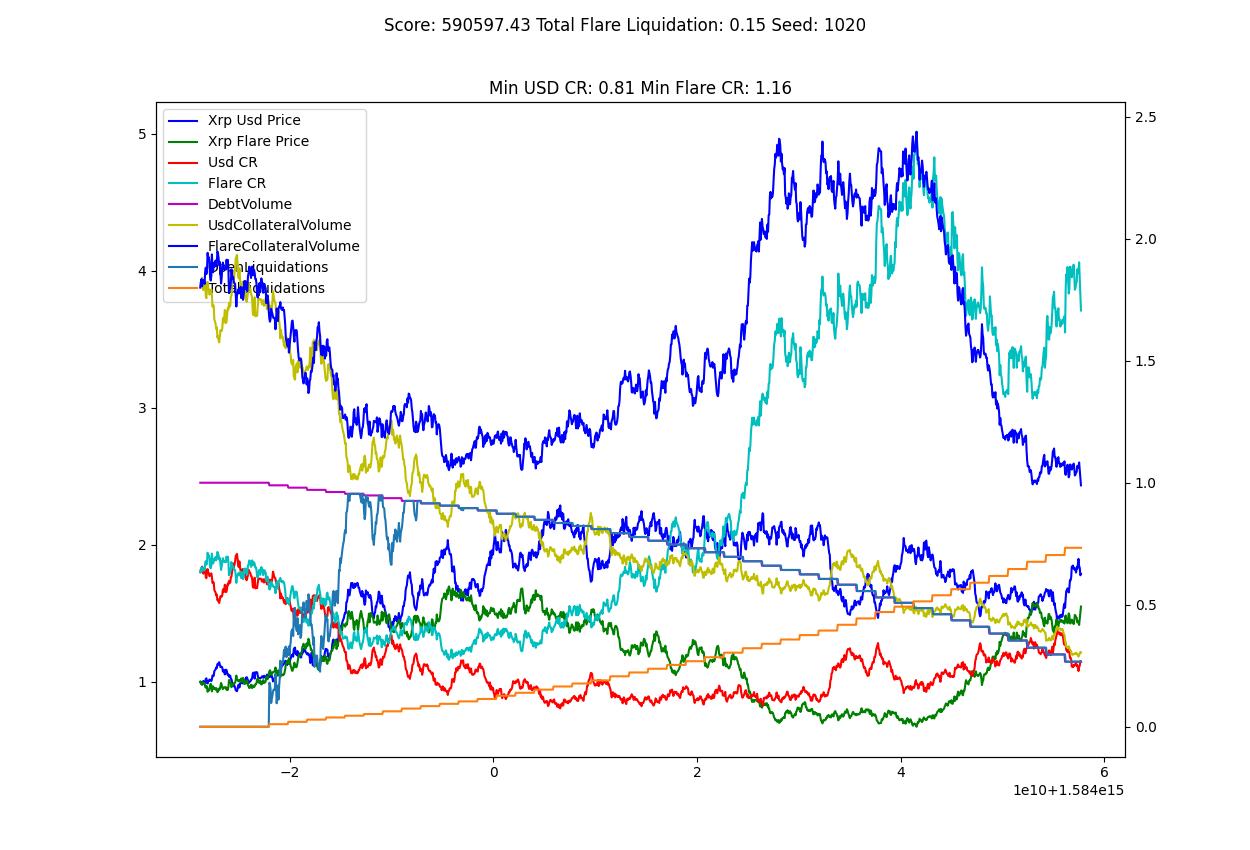 Score: 590597.43 Total Flare Liquidation: 0.15 Seed: 1020
Min USD CR: 0.81 Min Flare CR: 1.16
Xrp Usd Price
Xrp Flare Price
Usd CR
Flare CR
DebtVolume
UsdCollateralVolume
FlareCollateralVolume
OpenLiquidations
TotalLiquidations
5
4
3
2
1
2.5
2.0
1.5
1.0
0.5
0.0
−2 0 2 4 6
1e10+1.584e15